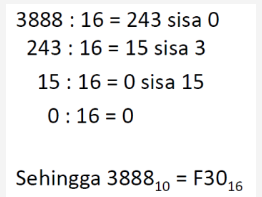 3888 : 16 = 243 sisa 0
243 : 16 = 15 sisa 3
15 : 16 = 0 sisa 15
0 : 16 = 0
Sehingga 3888₁₀ = F30₁₆